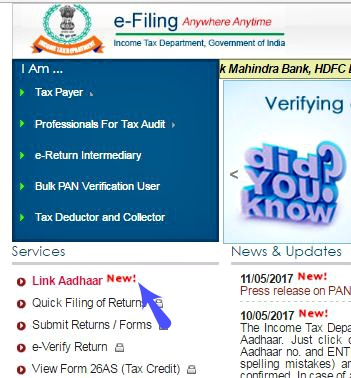 e-Filing Anywhere Anytime
Income Tax Department, Government of India
I Am ...
k Mahindra Bank, HDFC
Tax Payer
Professionals For Tax Audit
e-Return Intermediary
Bulk PAN Verification User
Tax Deductor and Collector
Verifying
did
YOU?
know
<
Services
Link Aadhaar New!
Quick Filing of Return
Submit Returns / Forms
e-Verify Return
View Form 26AS (Tax Credit)
News & Updates
11/05/2017 New!
Press release on PAN
10/05/2017 New!
The Income Tax Depa
Aadhaar. Just click o
Aadhaar no. and ENT
spelling mistakes) an
confirmed. In case of a